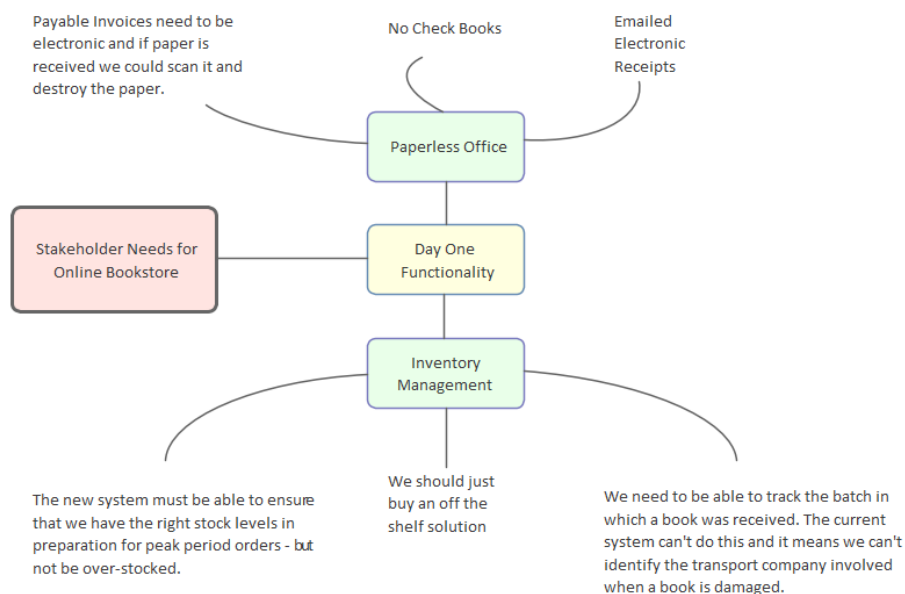 Payable Invoices need to be
electronic and if paper is
received we could scan it and
destroy the paper.
No Check Books
Emailed
Electronic
Receipts
Paperless Office
Stakeholder Needs for
Online Bookstore
Day One
Functionality
Inventory
Management
The new system must be able to ensure
that we have the right stock levels in
preparation for peak period orders - but
not be over-stocked.
We should just
buy an off the
shelf solution
We need to be able to track the batch in
which a book was received. The current
system can't do this and it means we can't
identify the transport company involved
when a book is damaged.